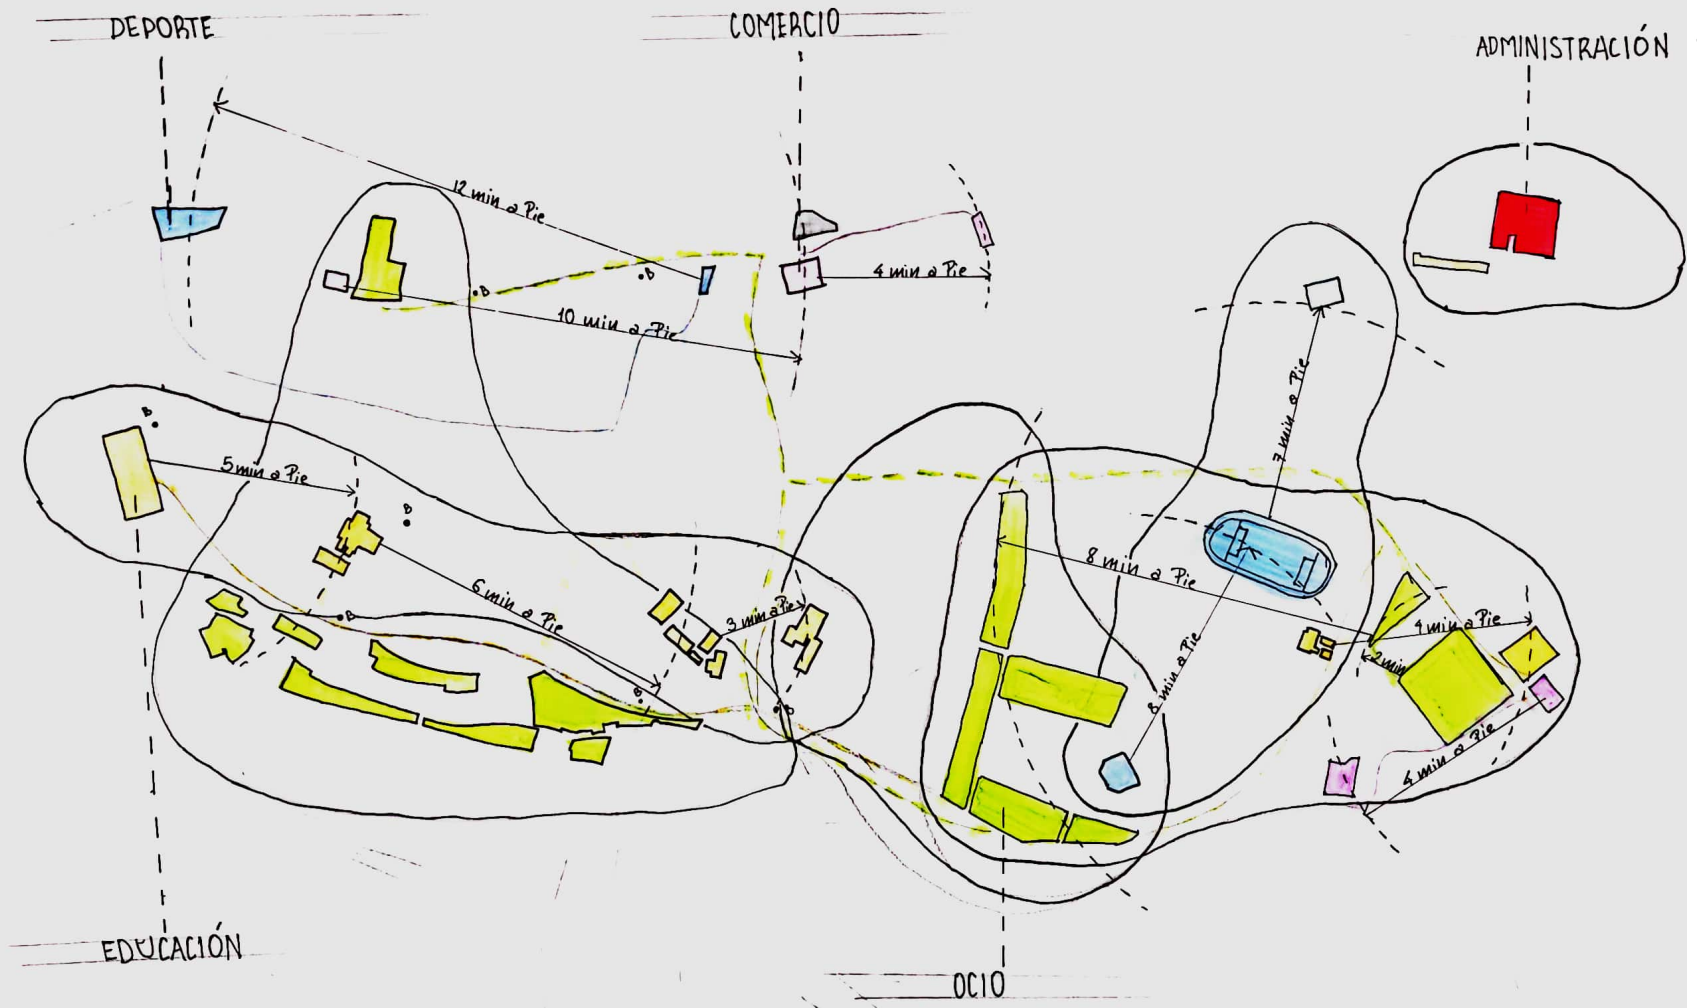 DEPORTE
COMERCIO
ADMINISTRACIÓN
12 min a Pie
4 min a Pie
B
B
10 min a Pie
7 min a Pie
B
5 min a Pie
B
8 min a Pie
6 min a Pie
3 min a Pie
B
4 min a Pie
2 min
8 min a Pie
B
B
4 min a Pie
EDUCACIÓN
OCIO